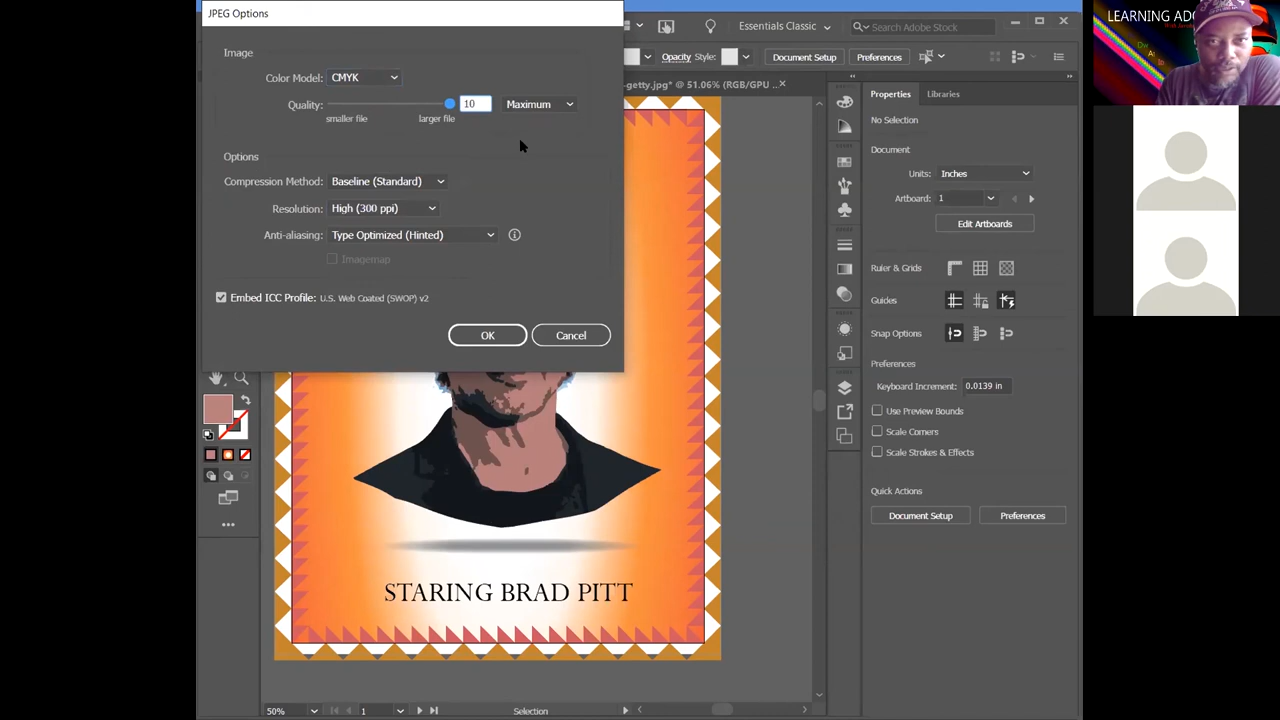 JPEG Options
Image
Color Model: CMYK
Quality: 10 Maximum
smaller file larger file
Options
Compression Method: Baseline (Standard)
Resolution: High (300 ppi)
Anti-aliasing: Type Optimized (Hinted)
Imagemap
Embed ICC Profile: U.S. Web Coated (SWOP) v2
OK Cancel
Essentials Classic
Search Adobe Stock
Opacity Style: Document Setup Preferences
-getty.jpg* @ 51.06% (RGB/GPU
Properties Libraries
No Selection
Document
Units: Inches
Artboard: 1
Edit Artboards
Ruler & Grids
Guides
Snap Options
Preferences
Keyboard Increment: 0.0139 in
Use Preview Bounds
Scale Corners
Scale Strokes & Effects
Quick Actions
Document Setup Preferences
STARING BRAD PITT
50% 1 Selection
LEARNING